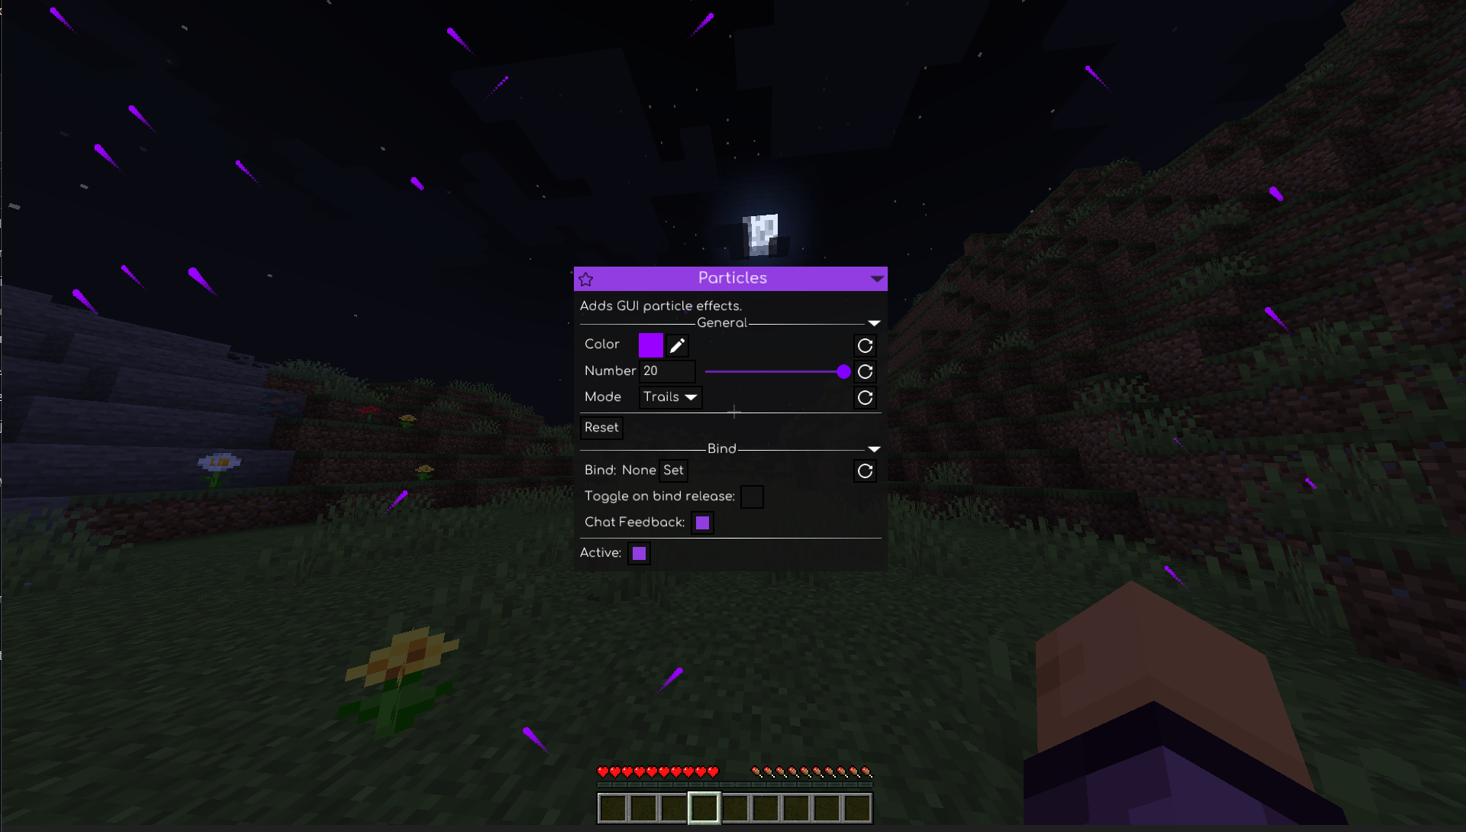 Particles
Adds GUI particle effects.
General
Color
Number 20
Mode Trails
Reset
Bind
Bind: None Set
Toggle on bind release:
Chat Feedback:
Active: